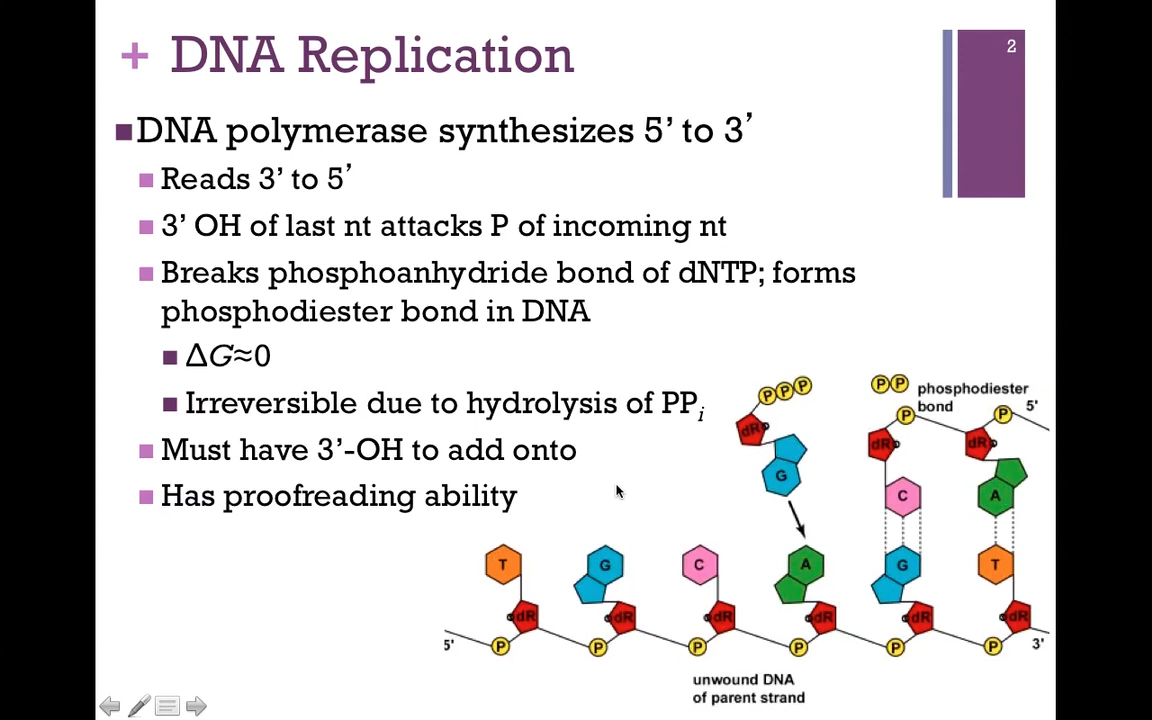 + DNA Replication
2
DNA polymerase synthesizes 5’ to 3’
Reads 3’ to 5’
3’ OH of last nt attacks P of incoming nt
Breaks phosphoanhydride bond of dNTP; forms
phosphodiester bond in DNA
ΔG≈0
Irreversible due to hydrolysis of PPi
Must have 3’-OH to add onto
Has proofreading ability
P P P
P P
phosphodiester
bond
P
P
5'
dR
dR
dR
G
C
A
T
G
C
A
G
T
dR
dR
dR
dR
dR
dR
5'
P
P
P
P
P
P
3'
unwound DNA
of parent strand